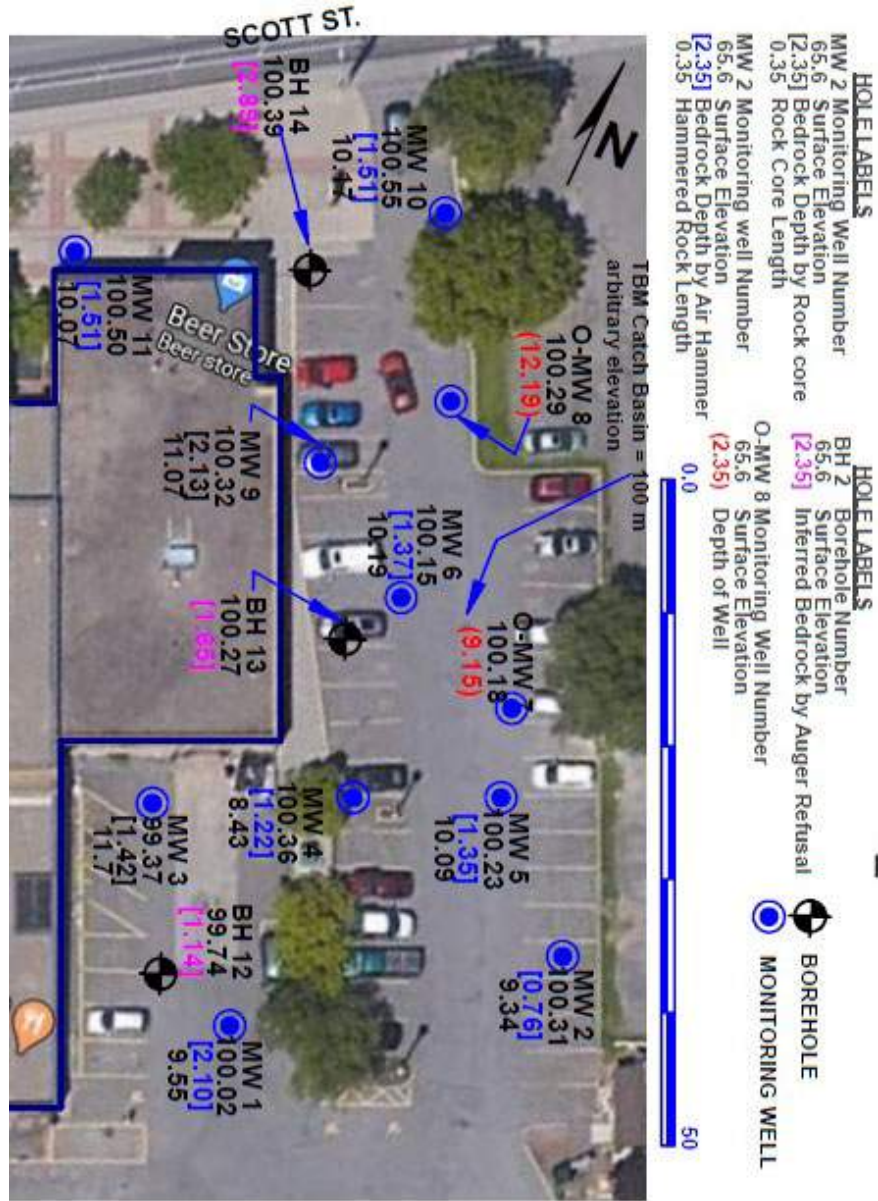 HOLE LABELS
MW 2 Monitoring Well Number
65.6 Surface Elevation
[2.35] Bedrock Depth by Rock core
0.35 Rock Core Length
MW 2 Monitoring well Number
65.6 Surface Elevation
[2.35] Bedrock Depth by Air Hammer
0.35 Hammered Rock Length
HOLE LABELS
BH 2 Borehole Number
65.6 Surface Elevation
[2.35] Inferred Bedrock by Auger Refusal
O-MW 8 Monitoring Well Number
65.6 Surface Elevation
(2.35) Depth of Well
BOREHOLE
MONITORING WELL
0,0
50
TBM Catch Basin = 100 m
arbitrary elevation
N
SCOTT ST.
BH 14
100.39
[2.89]
MW 10
100.55
[1.51]
10.17
O-MW 8
100.29
(12.19)
MW 11
100.50
[1.51]
10.07
Beer Store
Beer store
MW 9
100.32
[2.13]
11.07
MW 6
100.15
[1.37]
10.19
O-MW 7
100.18
(9.15)
BH 13
100.27
[1.65]
MW 4
100.36
[1.22]
8.43
MW 5
100.23
[1.35]
10.09
MW 3
99.37
[1.42]
11.7
BH 12
99.74
[1.14]
MW 2
100.31
[0.76]
9.34
MW 1
100.02
[2.10]
9.55